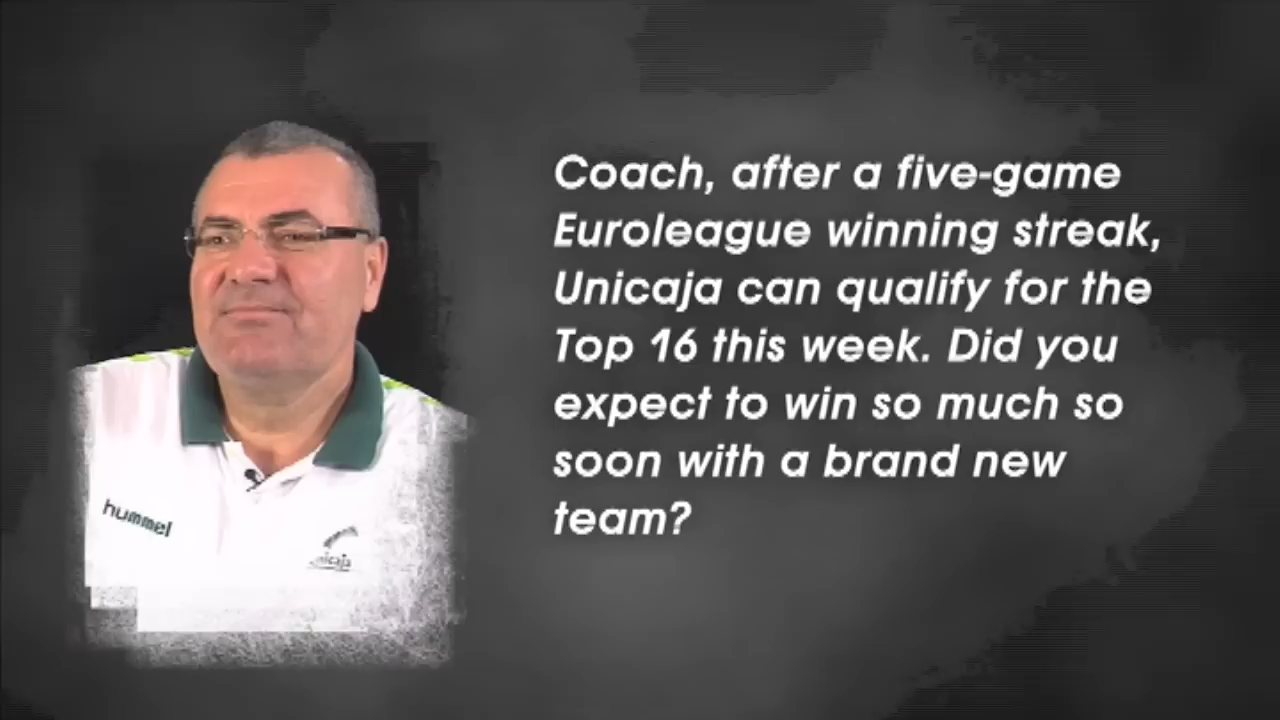 Coach, after a five-game
Euroleague winning streak,
Unicaja can qualify for the
Top 16 this week. Did you
expect to win so much so
soon with a brand new
team?
hummel
unicaja